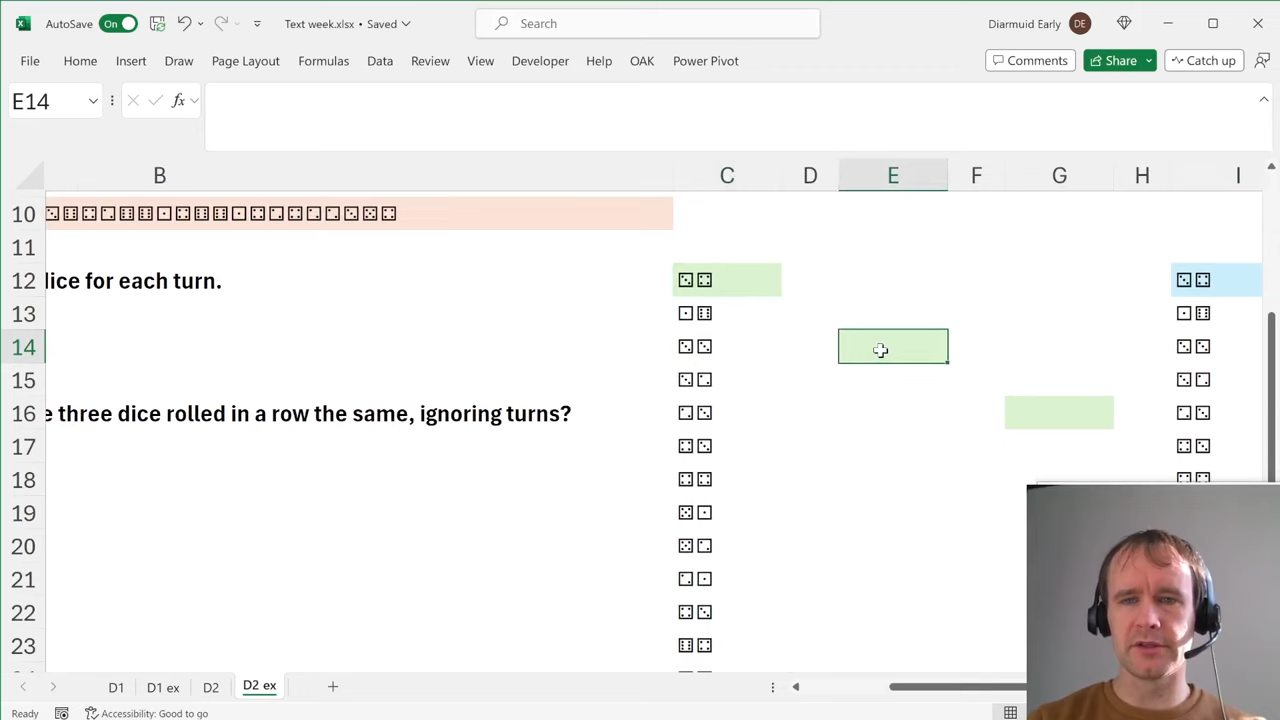 AutoSave On Text week.xlsx • Saved Search Diarmuid Early DE
File Home Insert Draw Page Layout Formulas Data Review View Developer Help OAK Power Pivot Comments Share Catch up
E14 fx
B C D E F G H I
10 ⚅⚃⚁⚅⚅⚀⚃⚅⚅⚀⚃⚁⚃⚁⚁⚂⚄⚃
11
12 dice for each turn. ⚂⚃ ⚂⚃
13 ⚀⚅ ⚀⚅
14 ⚂⚂ ⚂⚂
15 ⚂⚁ ⚂⚁
16 e three dice rolled in a row the same, ignoring turns? ⚁⚂ ⚁⚂
17 ⚃⚂ ⚃⚂
18 ⚃⚃ ⚃⚃
19 ⚄⚀
20 ⚄⚁
21 ⚁⚀
22 ⚃⚂
23 ⚅⚃
D1 D1 ex D2 D2 ex
Ready Accessibility: Good to go